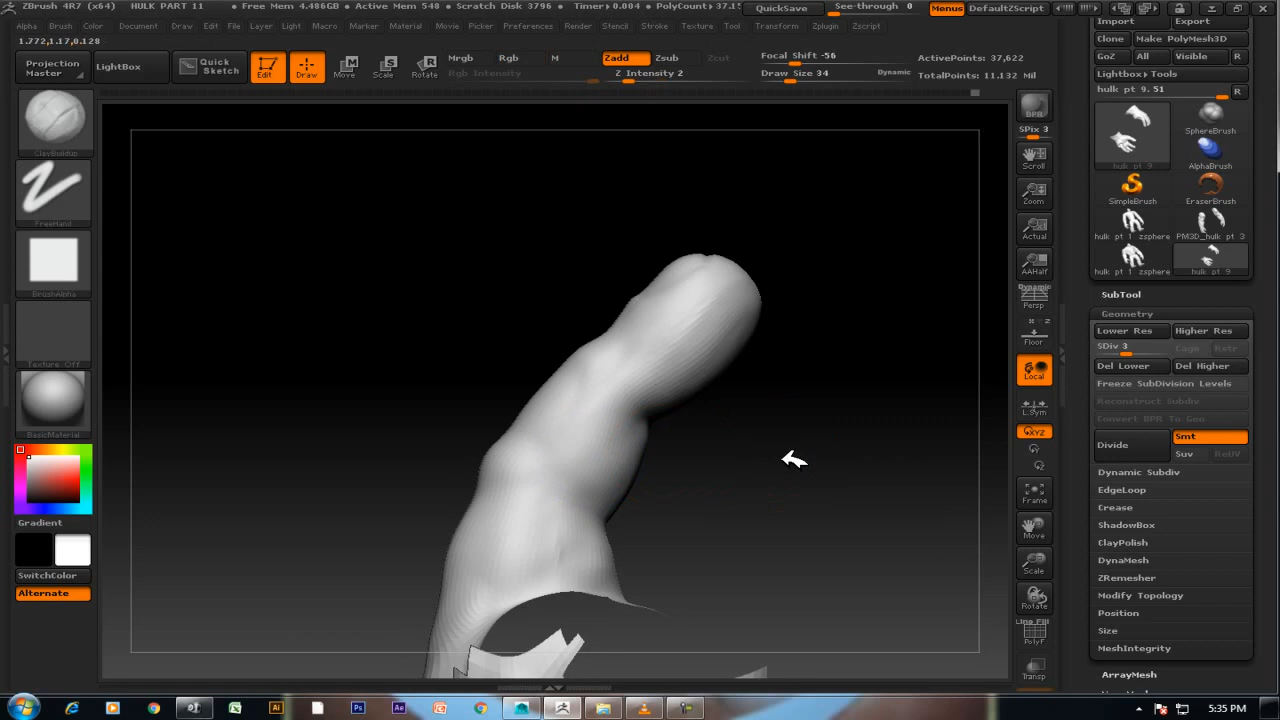 ZBrush 4R7 (x64)    HULK PART 11    • Free Mem 4.486GB • Active Mem 548 • Scratch Disk 3796 • Timer▸0.004 • PolyCount▸37.1
QuickSave
See-through 0
Menus
DefaultZScript
Alpha Brush Color Document Draw Edit File Layer Light Macro Marker Material Movie Picker Preferences Render Stencil Stroke Texture Tool Transform Zplugin Zscript
1.772,1.17,0.128
Projection
Master
LightBox
Quick
Sketch
Edit
Draw
Move
Scale
Rotate
Mrgb Rgb M
Rgb Intensity
Zadd Zsub Zcut
Z Intensity 2
Focal Shift -56
Draw Size 34
Dynamic
ActivePoints: 37,622
TotalPoints: 11.132 Mil
ClayBuildup
FreeHand
BrushAlpha
Texture Off
BasicMaterial
Gradient
SwitchColor
Alternate
BPR
SPix 3
Scroll
Zoom
Actual
AAHalf
Dynamic
Persp
Floor
Local
L.Sym
XYZ
Frame
Move
Scale
Rotate
Line Fill
PolyF
Transp
Import Export
Clone Make PolyMesh3D
GoZ All Visible R
Lightbox▸Tools
hulk pt 9. 51 R
hulk pt 9
SphereBrush
AlphaBrush
SimpleBrush
EraserBrush
hulk pt 1 zsphere
PM3D_hulk pt 3
hulk pt 1 zsphere
hulk pt 9
SubTool
Geometry
Lower Res Higher Res
SDiv 3 Cage Rstr
Del Lower Del Higher
Freeze SubDivision Levels
Reconstruct Subdiv
Convert BPR To Geo
Divide
Smt
Suv ReUV
Dynamic Subdiv
EdgeLoop
Crease
ShadowBox
ClayPolish
DynaMesh
ZRemesher
Modify Topology
Position
Size
MeshIntegrity
ArrayMesh
5:35 PM